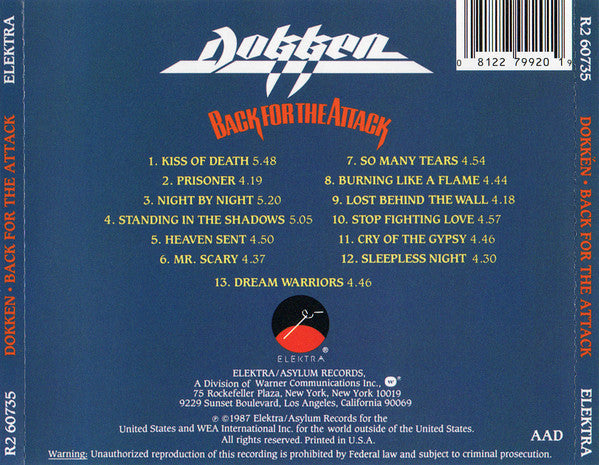 Dokken
BACK FOR THE ATTACK
0 81227 99201 9
1. KISS OF DEATH 5.48
2. PRISONER 4.19
3. NIGHT BY NIGHT 5.20
4. STANDING IN THE SHADOWS 5.05
5. HEAVEN SENT 4.50
6. MR. SCARY 4.37
7. SO MANY TEARS 4.54
8. BURNING LIKE A FLAME 4.44
9. LOST BEHIND THE WALL 4.18
10. STOP FIGHTING LOVE 4.57
11. CRY OF THE GYPSY 4.46
12. SLEEPLESS NIGHT 4.30
13. DREAM WARRIORS 4.46
ELEKTRA®
ELEKTRA/ASYLUM RECORDS,
A Division of Warner Communications Inc.,
75 Rockefeller Plaza, New York, New York 10019
9229 Sunset Boulevard, Los Angeles, California 90069
℗ ©1987 Elektra/Asylum Records for the
United States and WEA International Inc. for the world outside of the United States.
All rights reserved. Printed in U.S.A.
AAD
Warning: Unauthorized reproduction of this recording is prohibited by Federal law and subject to criminal prosecution.
R2 60735 DOKKEN • BACK FOR THE ATTACK ELEKTRA
R2 60735 DOKKEN • BACK FOR THE ATTACK ELEKTRA